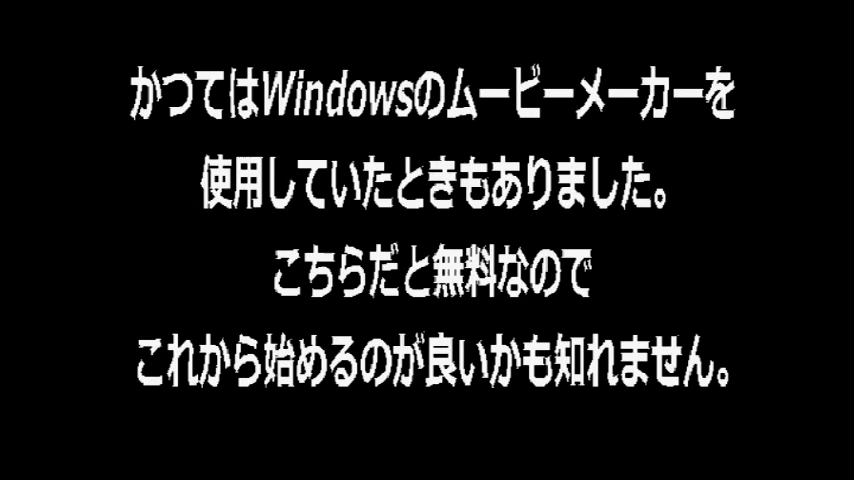 かつてはWindowsのムービーメーカーを
使用していたときもありました。
こちらだと無料なので
これから始めるのが良いかも知れません。